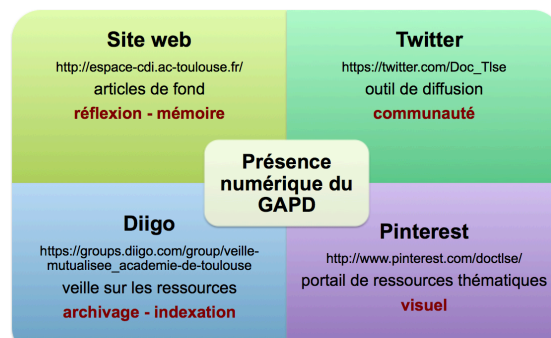 Site web
http://espace-cdi.ac-toulouse.fr/
articles de fond
réflexion - mémoire
Twitter
https://twitter.com/Doc_Tlse
outil de diffusion
communauté
Présence
numérique du
GAPD
Diigo
https://groups.diigo.com/group/veille-
mutualisee_academie-de-toulouse
veille sur les ressources
archivage - indexation
Pinterest
http://www.pinterest.com/doctlse/
portail de ressources thématiques
visuel